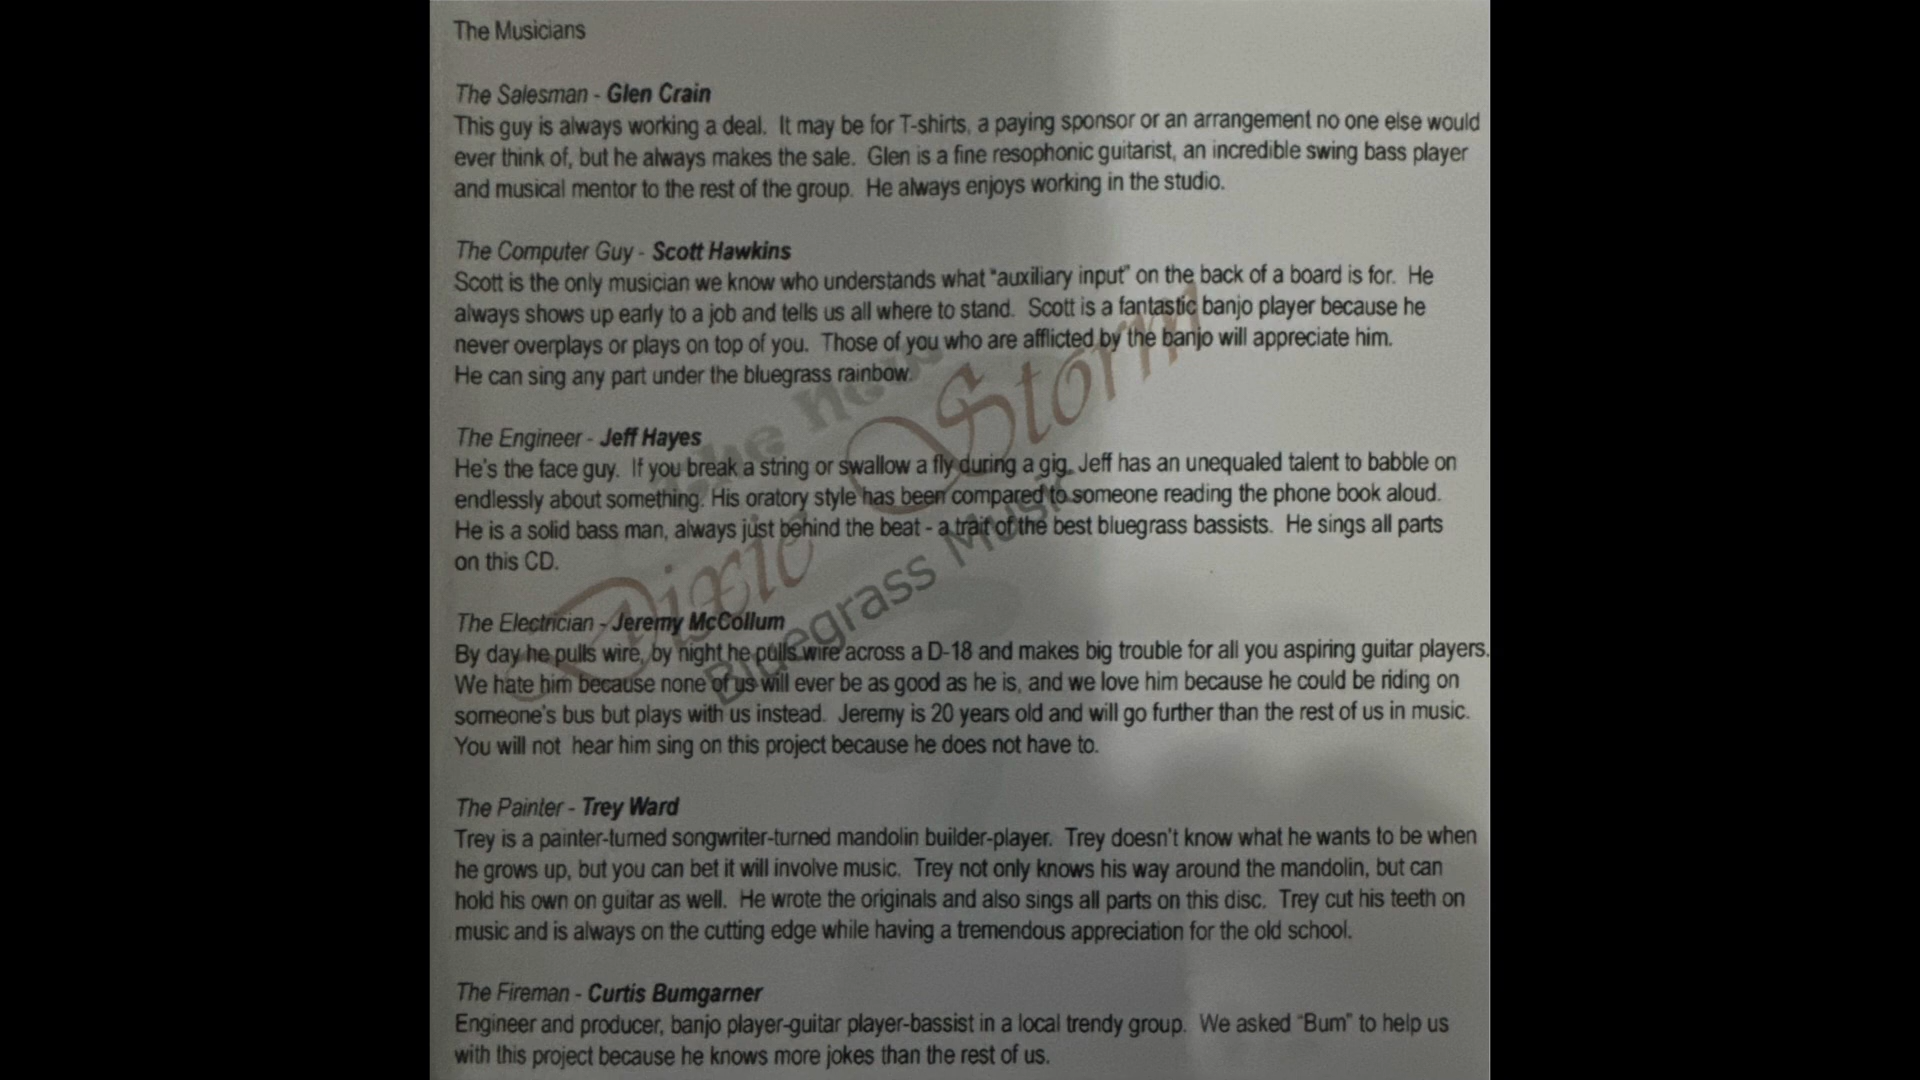 The Musicians
The Salesman - Glen Crain
This guy is always working a deal. It may be for T-shirts, a paying sponsor or an arrangement no one else would
ever think of, but he always makes the sale. Glen is a fine resophonic guitarist, an incredible swing bass player
and musical mentor to the rest of the group. He always enjoys working in the studio.
The Computer Guy - Scott Hawkins
Scott is the only musician we know who understands what "auxiliary input" on the back of a board is for. He
always shows up early to a job and tells us all where to stand. Scott is a fantastic banjo player because he
never overplays or plays on top of you. Those of you who are afflicted by the banjo will appreciate him.
He can sing any part under the bluegrass rainbow.
The Engineer - Jeff Hayes
He's the face guy. If you break a string or swallow a fly during a gig, Jeff has an unequaled talent to babble on
endlessly about something. His oratory style has been compared to someone reading the phone book aloud.
He is a solid bass man, always just behind the beat - a trait of the best bluegrass bassists. He sings all parts
on this CD.
The Electrician - Jeremy McCollum
By day he pulls wire, by night he pulls wire across a D-18 and makes big trouble for all you aspiring guitar players.
We hate him because none of us will ever be as good as he is, and we love him because he could be riding on
someone's bus but plays with us instead. Jeremy is 20 years old and will go further than the rest of us in music.
You will not hear him sing on this project because he does not have to.
The Painter - Trey Ward
Trey is a painter-turned songwriter-turned mandolin builder-player. Trey doesn't know what he wants to be when
he grows up, but you can bet it will involve music. Trey not only knows his way around the mandolin, but can
hold his own on guitar as well. He wrote the originals and also sings all parts on this disc. Trey cut his teeth on
music and is always on the cutting edge while having a tremendous appreciation for the old school.
The Fireman - Curtis Bumgarner
Engineer and producer, banjo player-guitar player-bassist in a local trendy group. We asked "Bum" to help us
with this project because he knows more jokes than the rest of us.
The New
Dixie Storm
Bluegrass Music